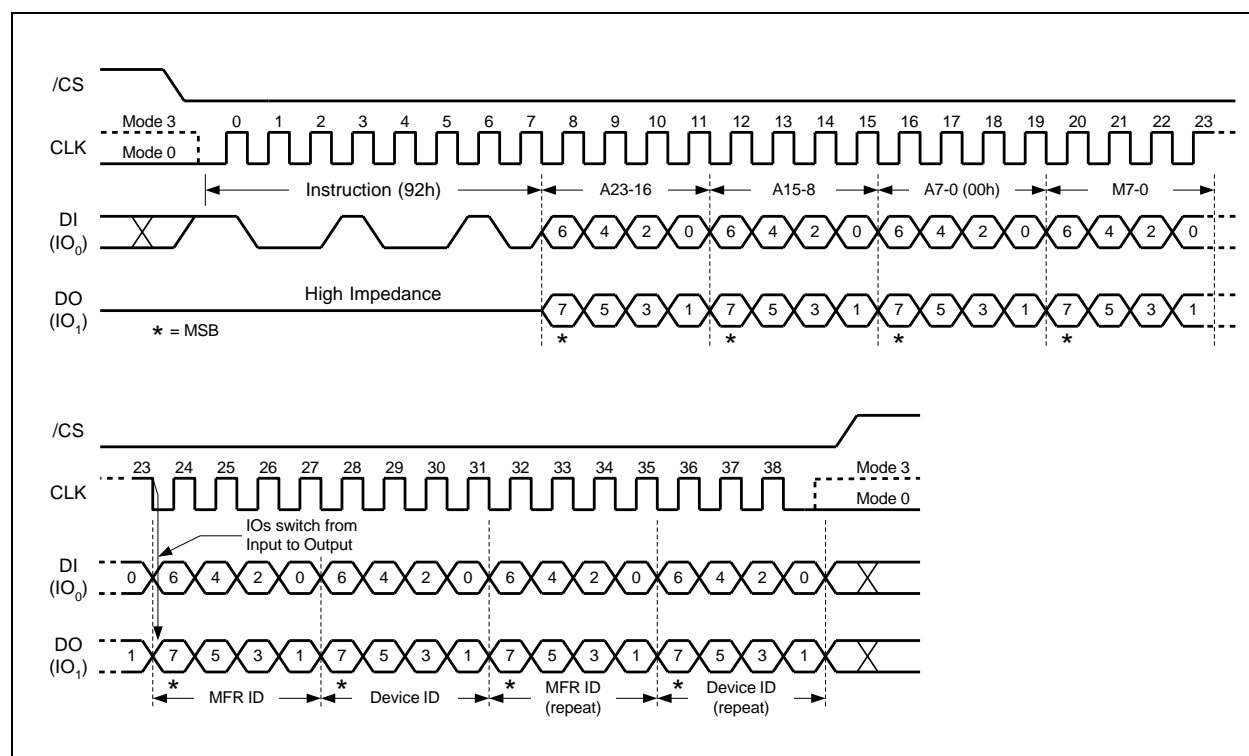 /CS
Mode 3 0 1 2 3 4 5 6 7 8 9 10 11 12 13 14 15 16 17 18 19 20 21 22 23
CLK
Mode 0
Instruction (92h) A23-16 A15-8 A7-0 (00h) M7-0
DI
(IO0)
6 4 2 0 6 4 2 0 6 4 2 0 6 4 2 0
High Impedance
DO
(IO1)
7 5 3 1 7 5 3 1 7 5 3 1 7 5 3 1
* = MSB
* * * *
/CS
23 24 25 26 27 28 29 30 31 32 33 34 35 36 37 38 Mode 3
CLK
Mode 0
IOs switch from
Input to Output
DI
(IO0)
0 6 4 2 0 6 4 2 0 6 4 2 0 6 4 2 0
DO
(IO1)
1 7 5 3 1 7 5 3 1 7 5 3 1 7 5 3 1
* * * *
MFR ID Device ID MFR ID
(repeat)
Device ID
(repeat)